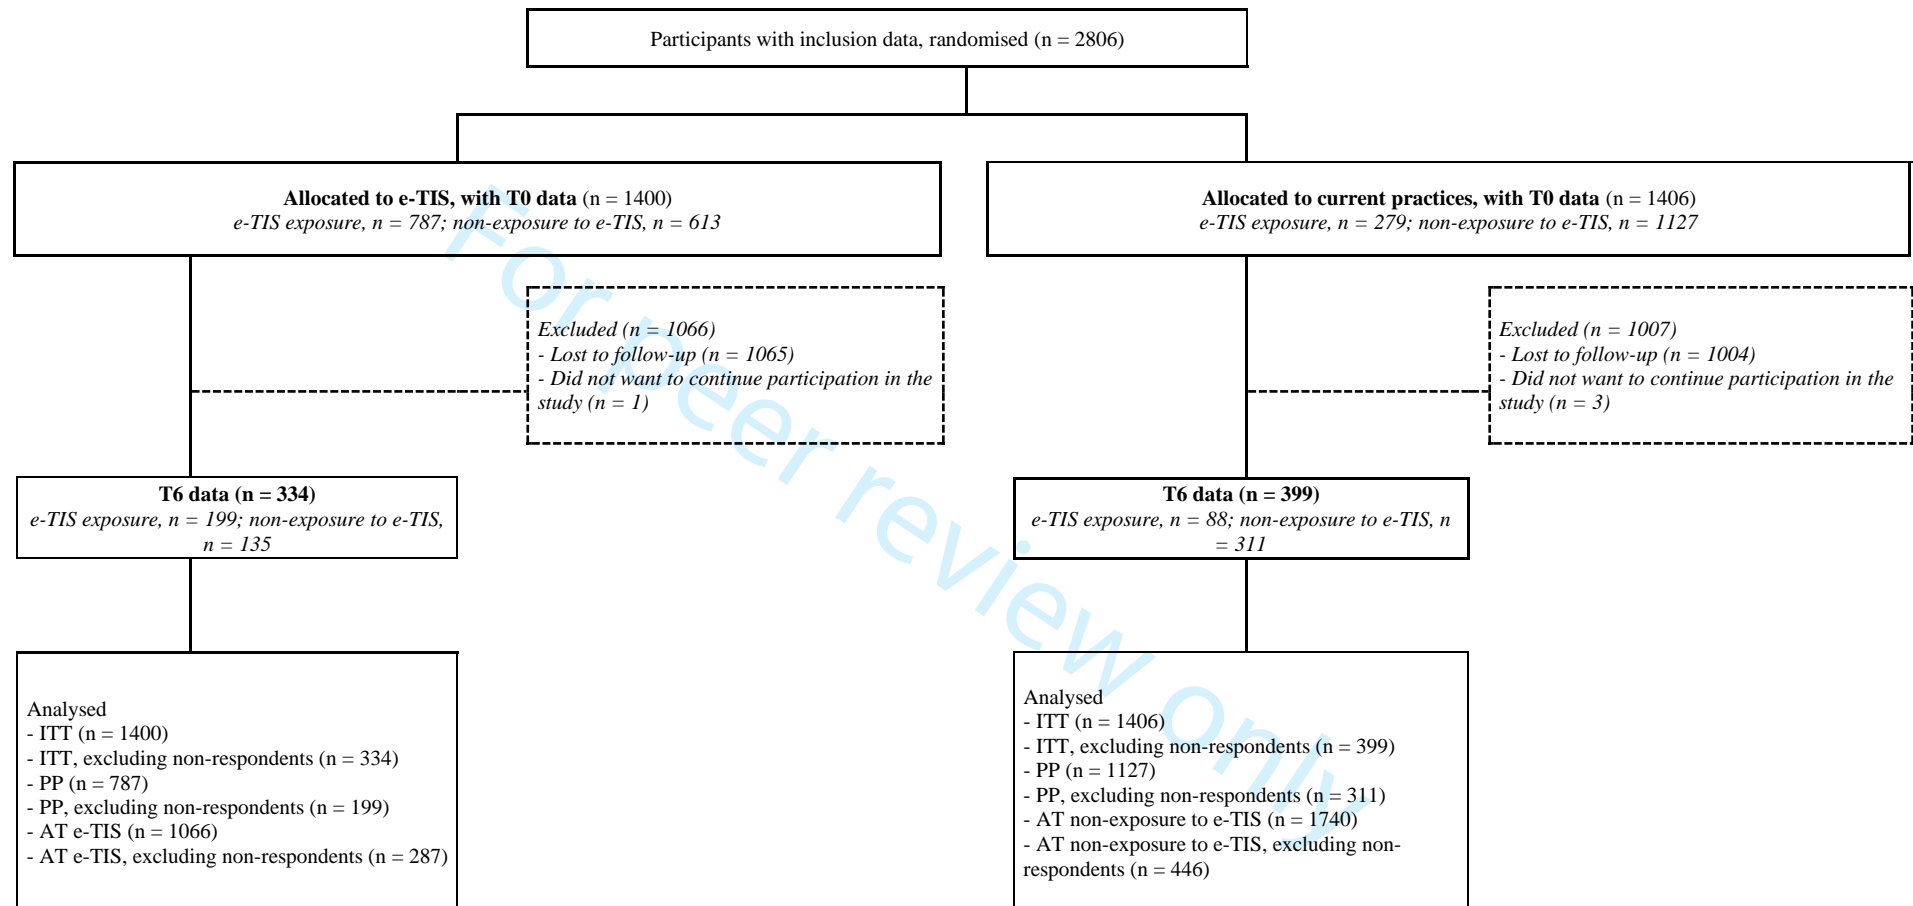 Participants with inclusion data, randomised (n = 2806)
Allocated to e-TIS, with T0 data (n = 1400)
e-TIS exposure, n = 787; non-exposure to e-TIS, n = 613
Allocated to current practices, with T0 data (n = 1406)
e-TIS exposure, n = 279; non-exposure to e-TIS, n = 1127
Excluded (n = 1066)
- Lost to follow-up (n = 1065)
- Did not want to continue participation in the
study (n = 1)
Excluded (n = 1007)
- Lost to follow-up (n = 1004)
- Did not want to continue participation in the
study (n = 3)
T6 data (n = 334)
e-TIS exposure, n = 199; non-exposure to e-TIS,
n = 135
T6 data (n = 399)
e-TIS exposure, n = 88; non-exposure to e-TIS, n
= 311
Analysed
- ITT (n = 1400)
- ITT, excluding non-respondents (n = 334)
- PP (n = 787)
- PP, excluding non-respondents (n = 199)
- AT e-TIS (n = 1066)
- AT e-TIS, excluding non-respondents (n = 287)
Analysed
- ITT (n = 1406)
- ITT, excluding non-respondents (n = 399)
- PP (n = 1127)
- PP, excluding non-respondents (n = 311)
- AT non-exposure to e-TIS (n = 1740)
- AT non-exposure to e-TIS, excluding non-
respondents (n = 446)
For peer review only